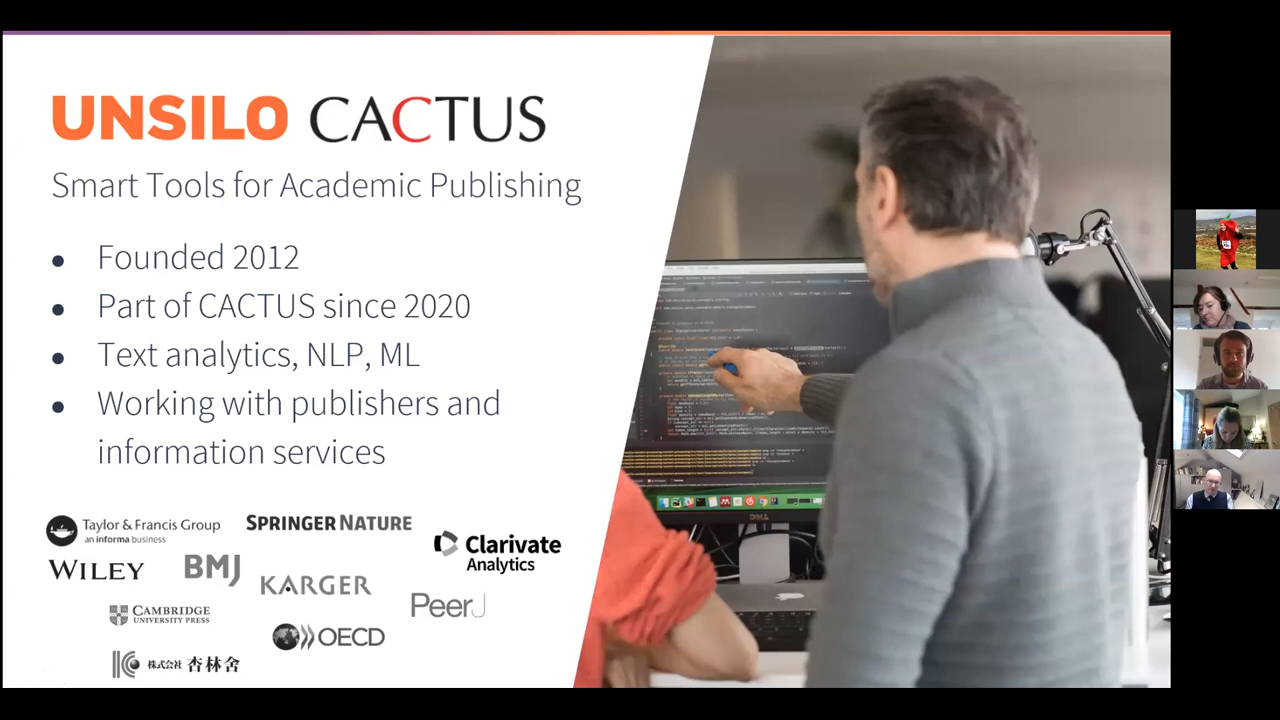 UNSILO CACTUS
Smart Tools for Academic Publishing
• Founded 2012
• Part of CACTUS since 2020
• Text analytics, NLP, ML
• Working with publishers and
information services
Taylor & Francis Group
an informa business
SPRINGER NATURE
Clarivate
Analytics
WILEY
BMJ
KARGER
PeerJ
CAMBRIDGE
UNIVERSITY PRESS
OECD
株式会社 杏林舍
DELL